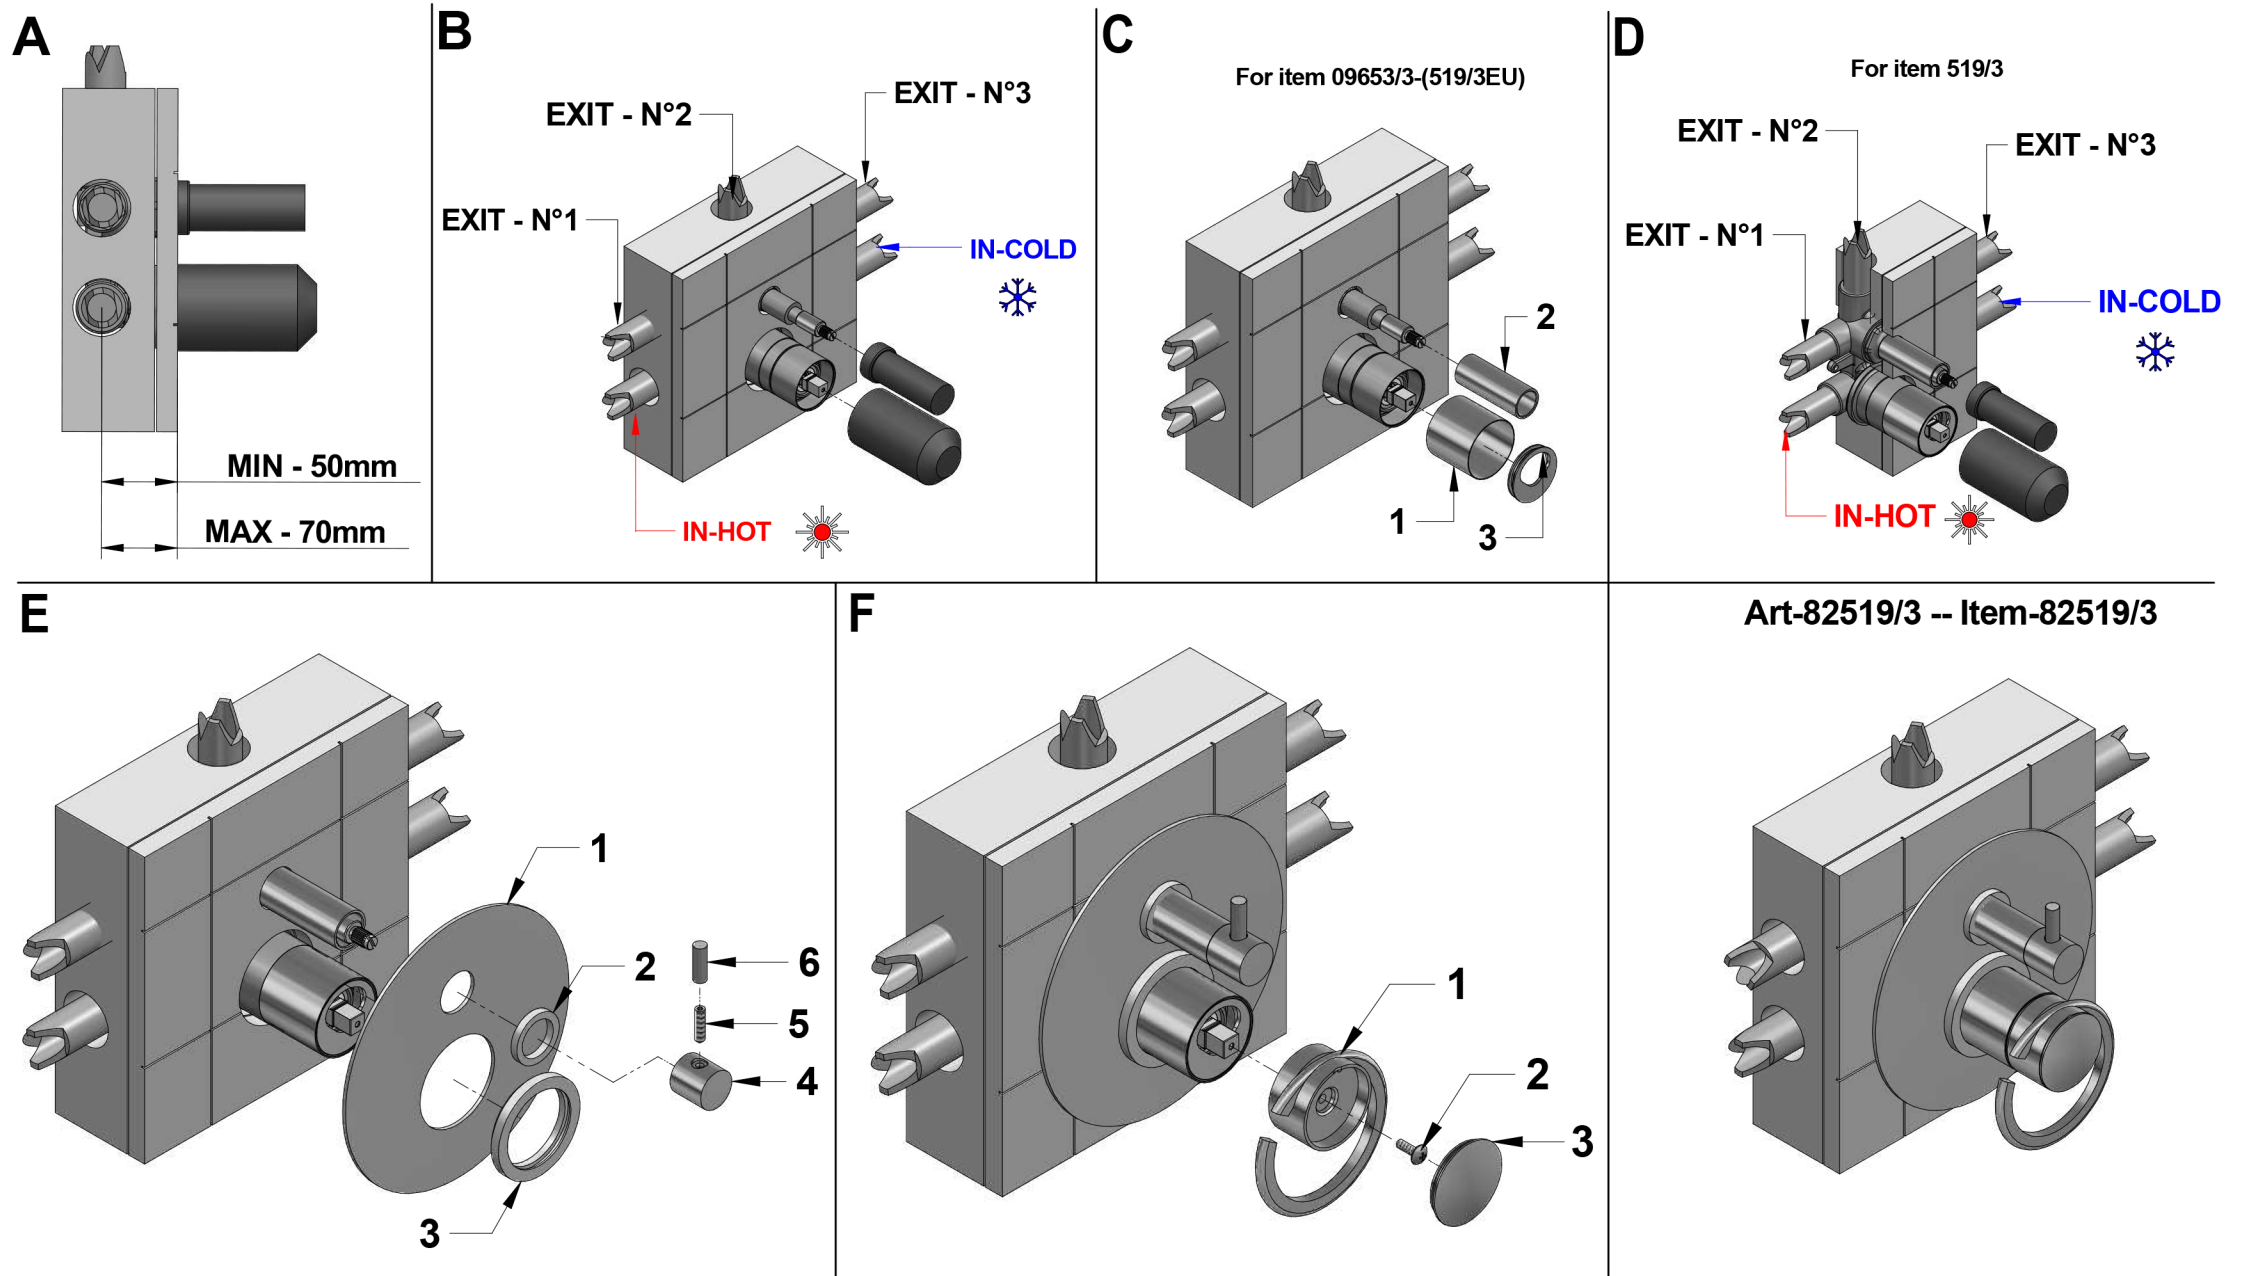 A
MIN - 50mm
MAX - 70mm
B
EXIT - N°2
EXIT - N°3
EXIT - N°1
IN-COLD
IN-HOT
C
For item 09653/3-(519/3EU)
2
1
3
D
For item 519/3
EXIT - N°2
EXIT - N°3
EXIT - N°1
IN-COLD
IN-HOT
E
1
2
6
5
4
3
F
1
2
3
Art-82519/3 -- Item-82519/3